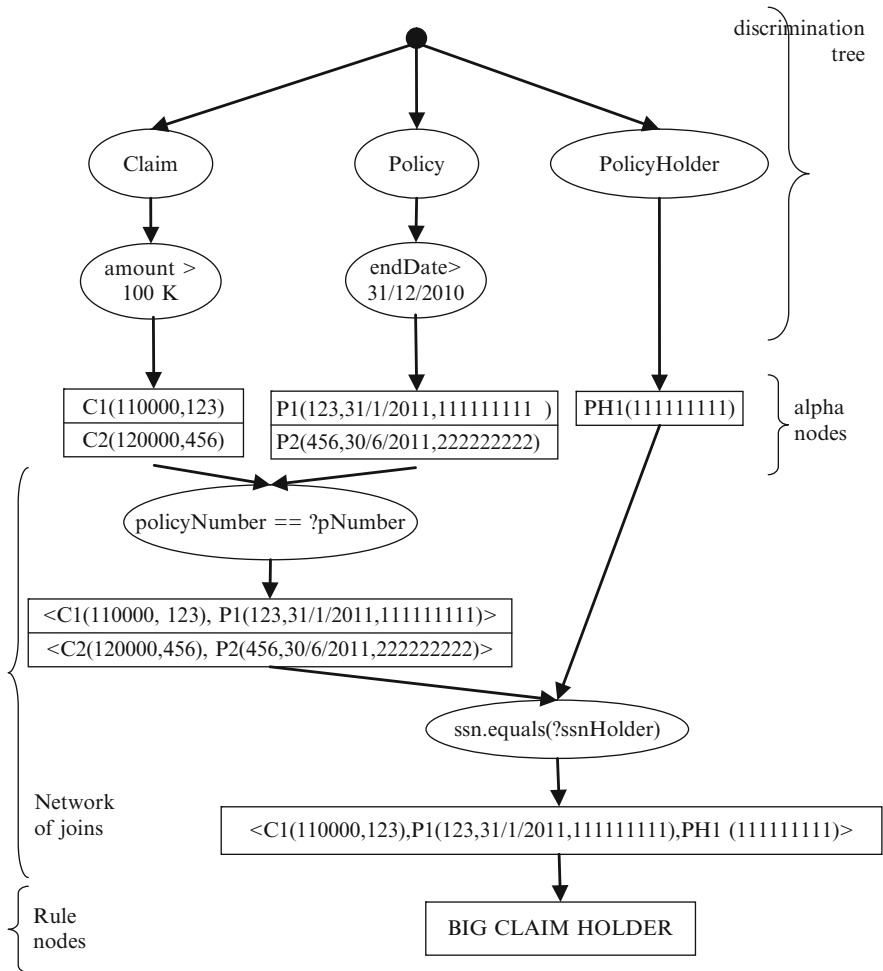 discrimination
tree
Claim
Policy
PolicyHolder
amount >
100 K
endDate>
31/12/2010
C1(110000,123)
C2(120000,456)
P1(123,31/1/2011,111111111 )
P2(456,30/6/2011,222222222)
PH1(111111111)
alpha
nodes
policyNumber == ?pNumber
<C1(110000, 123), P1(123,31/1/2011,111111111)>
<C2(120000,456), P2(456,30/6/2011,222222222)>
ssn.equals(?ssnHolder)
Network
of joins
<C1(110000,123),P1(123,31/1/2011,111111111),PH1 (111111111)>
Rule
nodes
BIG CLAIM HOLDER